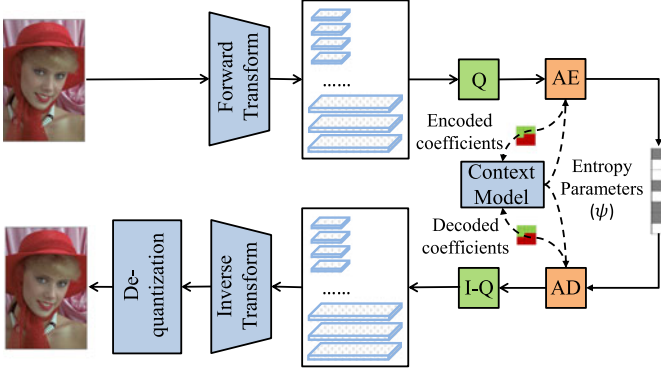 Forward
Transform
......
Q
AE
Encoded
coefficients
Context
Model
Entropy
Parameters
(ψ)
Decoded
coefficients
De-
quantization
Inverse
Transform
......
I-Q
AD